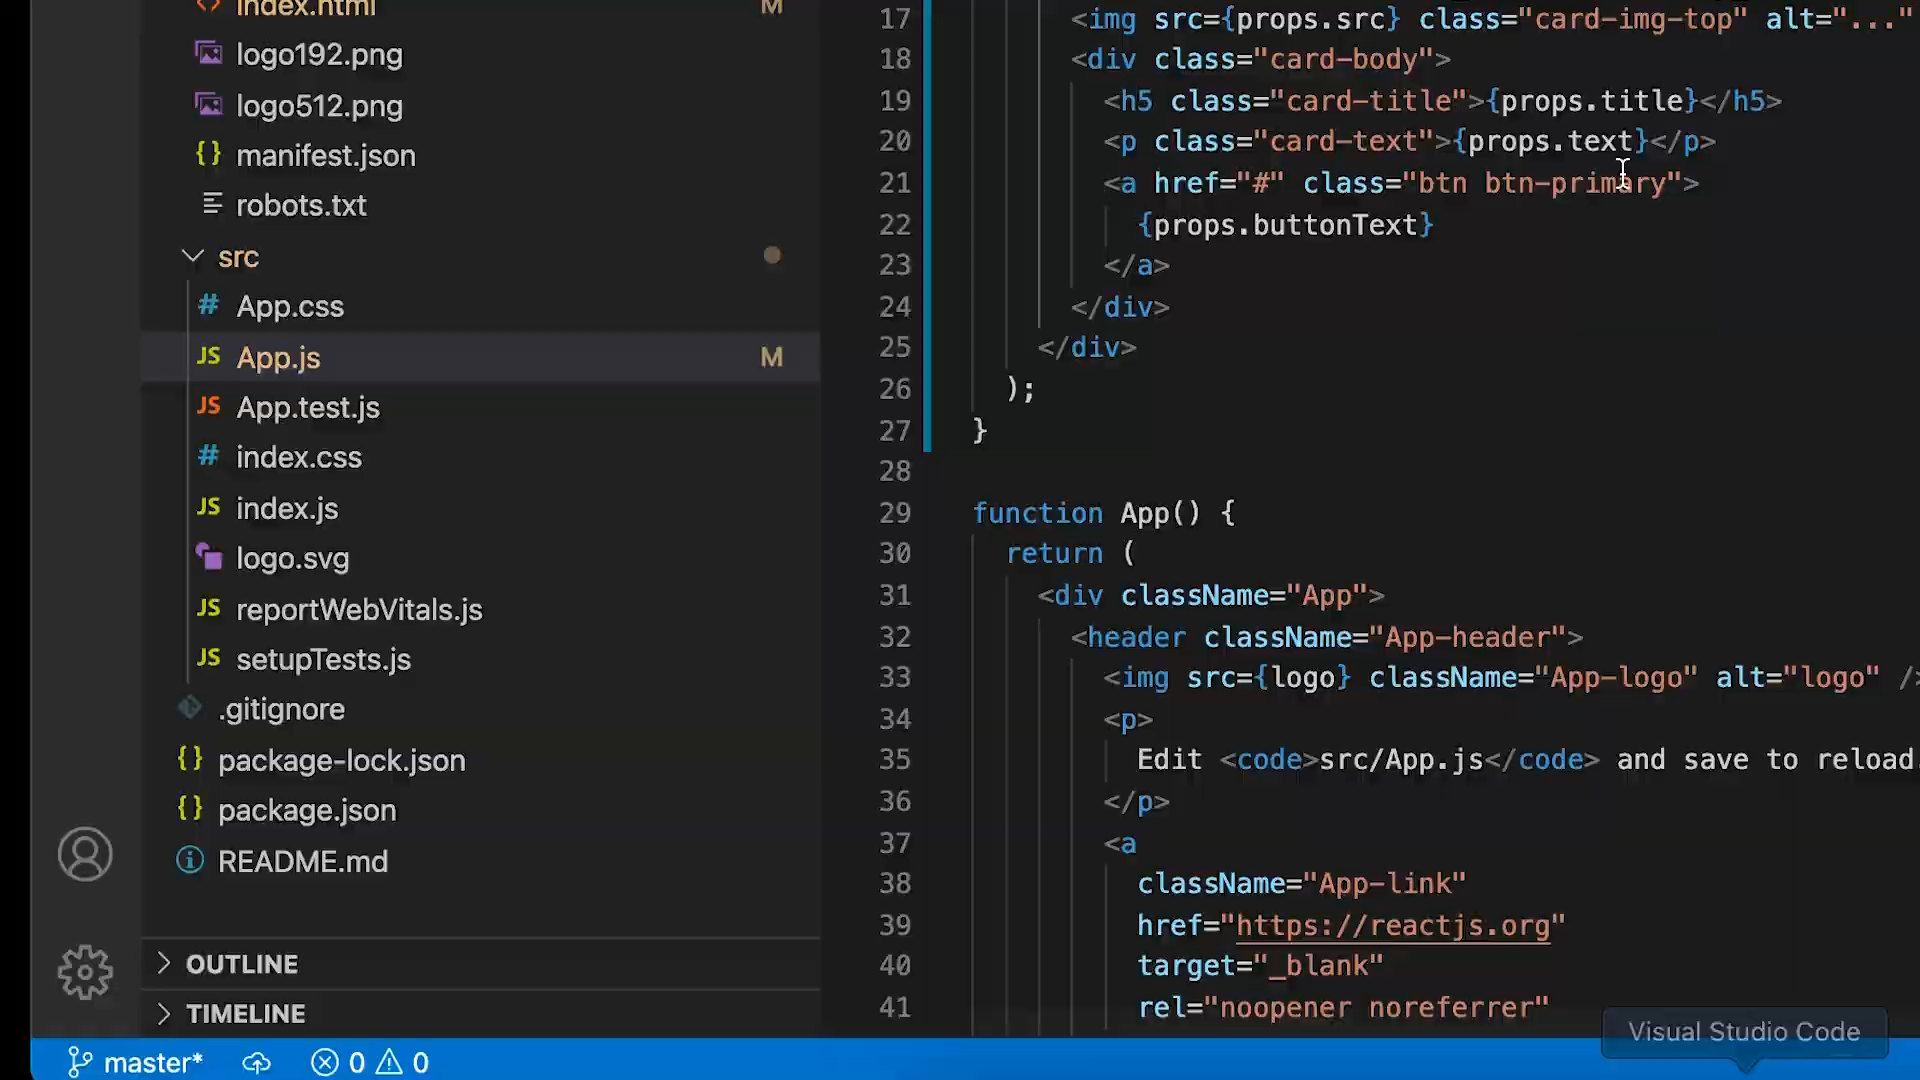 index.html M
logo192.png
logo512.png
manifest.json
robots.txt
src
App.css
App.js M
App.test.js
index.css
index.js
logo.svg
reportWebVitals.js
setupTests.js
.gitignore
package-lock.json
package.json
README.md
OUTLINE
TIMELINE
17 <img src={props.src} class="card-img-top" alt="..."
18 <div class="card-body">
19 <h5 class="card-title">{props.title}</h5>
20 <p class="card-text">{props.text}</p>
21 <a href="#" class="btn btn-primary">
22 {props.buttonText}
23 </a>
24 </div>
25 </div>
26 );
27 }
28
29 function App() {
30 return (
31 <div className="App">
32 <header className="App-header">
33 <img src={logo} className="App-logo" alt="logo" />
34 <p>
35 Edit <code>src/App.js</code> and save to reload.
36 </p>
37 <a
38 className="App-link"
39 href="https://reactjs.org"
40 target="_blank"
41 rel="noopener noreferrer"
Visual Studio Code
master* 0 0